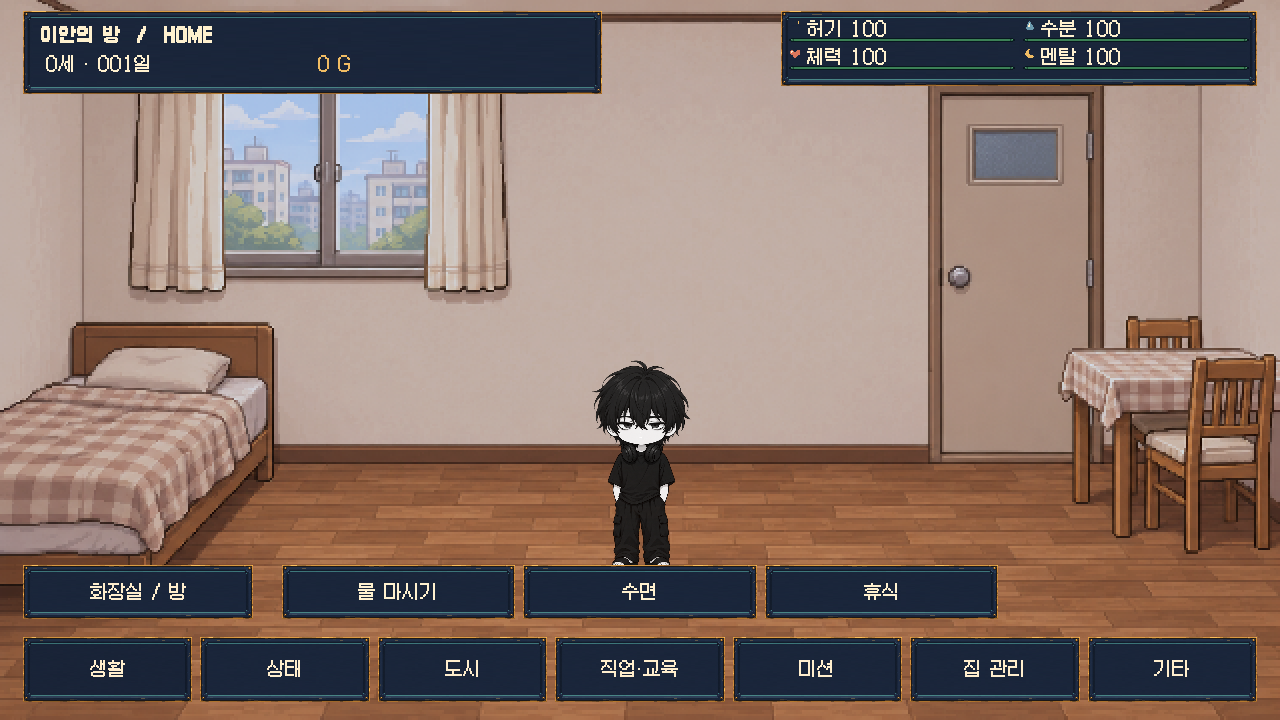 이안의 방 / HOME
0세 · 001일 0 G
허기 100 수분 100
체력 100 멘탈 100
화장실 / 방 물 마시기 수면 휴식
생활 상태 도시 직업·교육 미션 집 관리 기타